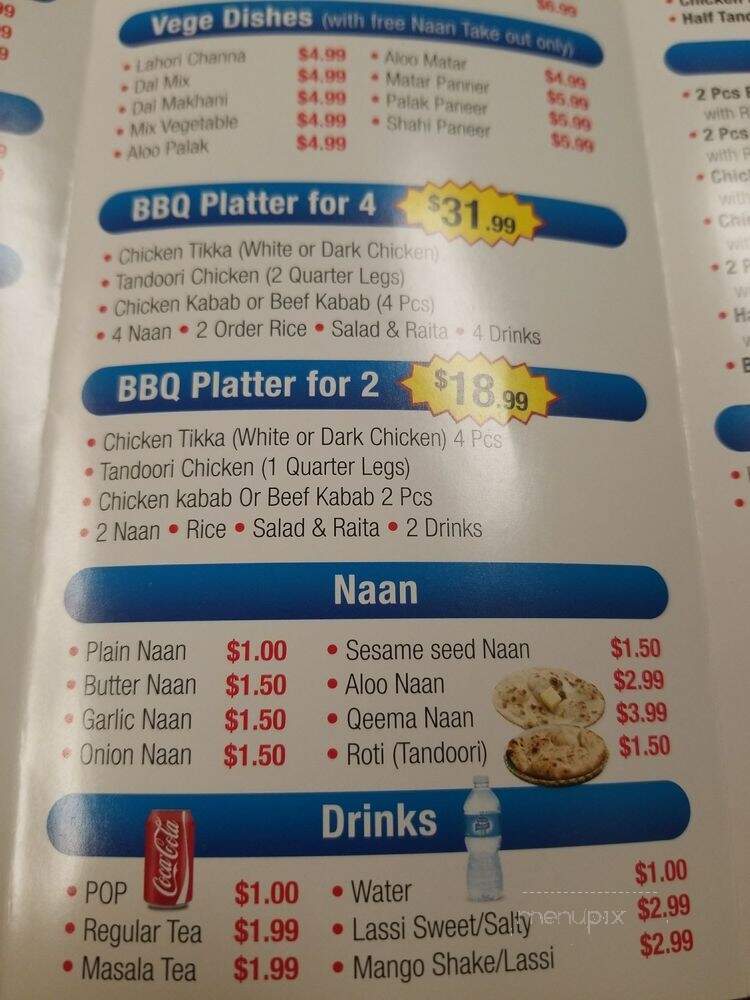 $6.99
Vege Dishes (with free Naan Take out only)
• Lahori Channa $4.99 • Aloo Matar $4.99
• Dal Mix $4.99 • Matar Panner $5.99
• Dal Makhani $4.99 • Palak Paneer $5.99
• Mix Vegetable $4.99 • Shahi Paneer $5.99
• Aloo Palak $4.99
BBQ Platter for 4 $31.99
• Chicken Tikka (White or Dark Chicken)
• Tandoori Chicken (2 Quarter Legs)
• Chicken Kabab or Beef Kabab (4 Pcs)
• 4 Naan • 2 Order Rice • Salad & Raita • 4 Drinks
BBQ Platter for 2 $18.99
• Chicken Tikka (White or Dark Chicken) 4 Pcs
• Tandoori Chicken (1 Quarter Legs)
• Chicken kabab Or Beef Kabab 2 Pcs
• 2 Naan • Rice • Salad & Raita • 2 Drinks
Naan
• Plain Naan $1.00 • Sesame seed Naan $1.50
• Butter Naan $1.50 • Aloo Naan $2.99
• Garlic Naan $1.50 • Qeema Naan $3.99
• Onion Naan $1.50 • Roti (Tandoori) $1.50
Drinks
Coca-Cola
• POP $1.00 • Water $1.00
• Regular Tea $1.99 • Lassi Sweet/Salty $2.99
• Masala Tea $1.99 • Mango Shake/Lassi $2.99
menupix
• Half
• 2 Pcs
with
• 2 Pcs
with